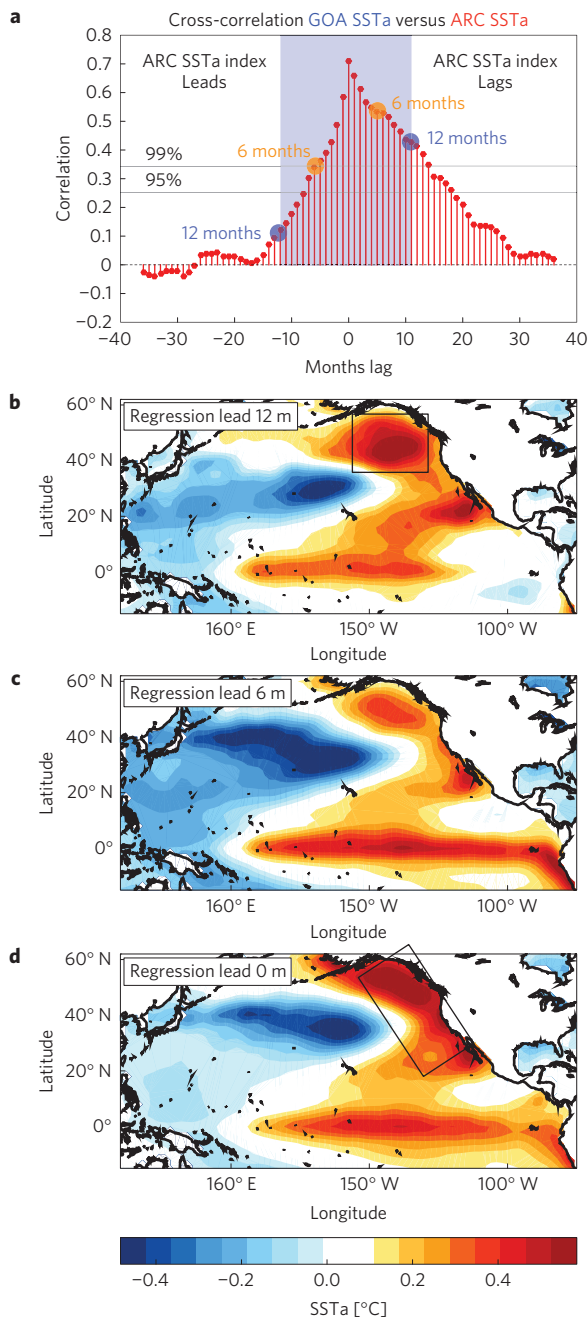 a
Cross-correlation GOA SSTa versus ARC SSTa
0.8
0.7
0.6
0.5
0.4
0.3
0.2
0.1
0
−0.1
−0.2
Correlation
ARC SSTa index
Leads
ARC SSTa index
Lags
6 months
12 months
6 months
12 months
99%
95%
−40
−30
−20
−10
0
10
20
30
40
Months lag
b
60° N
40° N
20° N
0°
Latitude
Regression lead 12 m
160° E
150° W
100° W
Longitude
c
60° N
40° N
20° N
0°
Latitude
Regression lead 6 m
160° E
150° W
100° W
Longitude
d
60° N
40° N
20° N
0°
Latitude
Regression lead 0 m
160° E
150° W
100° W
Longitude
−0.4
−0.2
0.0
0.2
0.4
SSTa [°C]